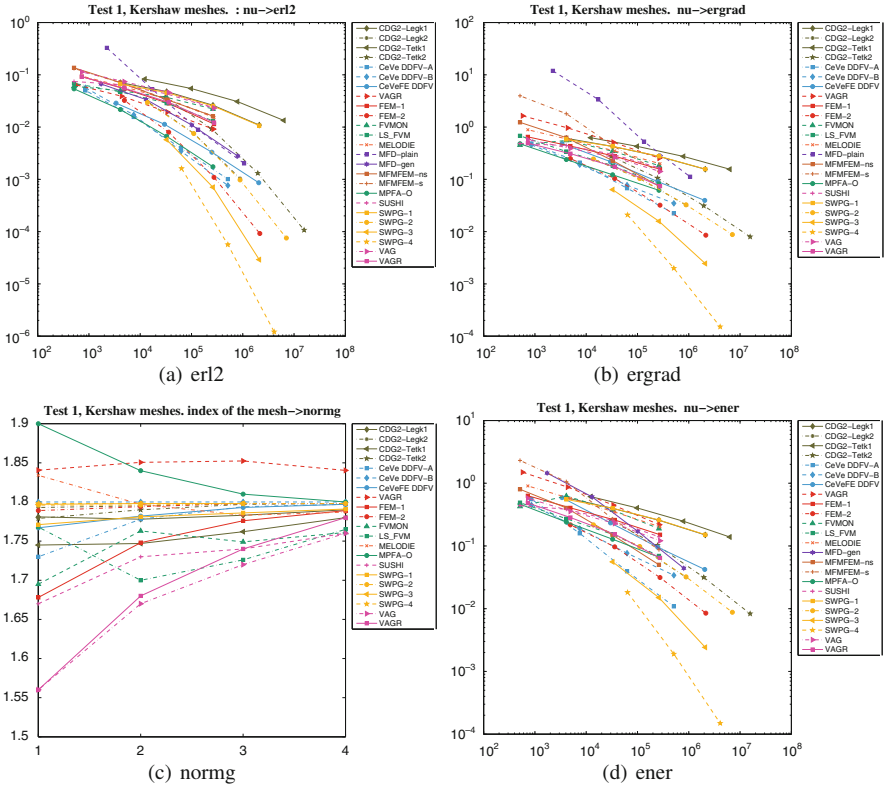 Test 1, Kershaw meshes. : nu->erl2
10^0
10^-1
10^-2
10^-3
10^-4
10^-5
10^-6
10^2 10^3 10^4 10^5 10^6 10^7 10^8
CDG2-Legk1
CDG2-Legk2
CDG2-Tetk1
CDG2-Tetk2
CeVe DDFV-A
CeVe DDFV-B
CeVeFE DDFV
VAGR
FEM-1
FEM-2
FVMON
LS_FVM
MELODIE
MFD-plain
MFD-gen
MFMFEM-ns
MFMFEM-s
MPFA-O
SUSHI
SWPG-1
SWPG-2
SWPG-3
SWPG-4
VAG
VAGR
(a) erl2
Test 1, Kershaw meshes. nu->ergrad
10^2
10^1
10^0
10^-1
10^-2
10^-3
10^-4
10^2 10^3 10^4 10^5 10^6 10^7 10^8
CDG2-Legk1
CDG2-Legk2
CDG2-Tetk1
CDG2-Tetk2
CeVe DDFV-A
CeVe DDFV-B
CeVeFE DDFV
VAGR
FEM-1
FEM-2
FVMON
LS_FVM
MELODIE
MFD-plain
MFMFEM-ns
MFMFEM-s
MPFA-O
SUSHI
SWPG-1
SWPG-2
SWPG-3
SWPG-4
VAG
VAGR
(b) ergrad
Test 1, Kershaw meshes. index of the mesh->normg
1.9
1.85
1.8
1.75
1.7
1.65
1.6
1.55
1.5
1 2 3 4
CDG2-Legk1
CDG2-Legk2
CDG2-Tetk1
CDG2-Tetk2
CeVe DDFV-A
CeVe DDFV-B
CeVeFE DDFV
VAGR
FEM-1
FEM-2
FVMON
LS_FVM
MELODIE
MPFA-O
SUSHI
SWPG-1
SWPG-2
SWPG-3
SWPG-4
VAG
VAGR
(c) normg
Test 1, Kershaw meshes. nu->ener
10^1
10^0
10^-1
10^-2
10^-3
10^-4
10^2 10^3 10^4 10^5 10^6 10^7 10^8
CDG2-Legk1
CDG2-Legk2
CDG2-Tetk1
CDG2-Tetk2
CeVe DDFV-A
CeVe DDFV-B
CeVeFE DDFV
VAGR
FEM-1
FEM-2
FVMON
LS_FVM
MELODIE
MFD-gen
MFMFEM-ns
MFMFEM-s
MPFA-O
SUSHI
SWPG-1
SWPG-2
SWPG-3
SWPG-4
VAG
VAGR
(d) ener